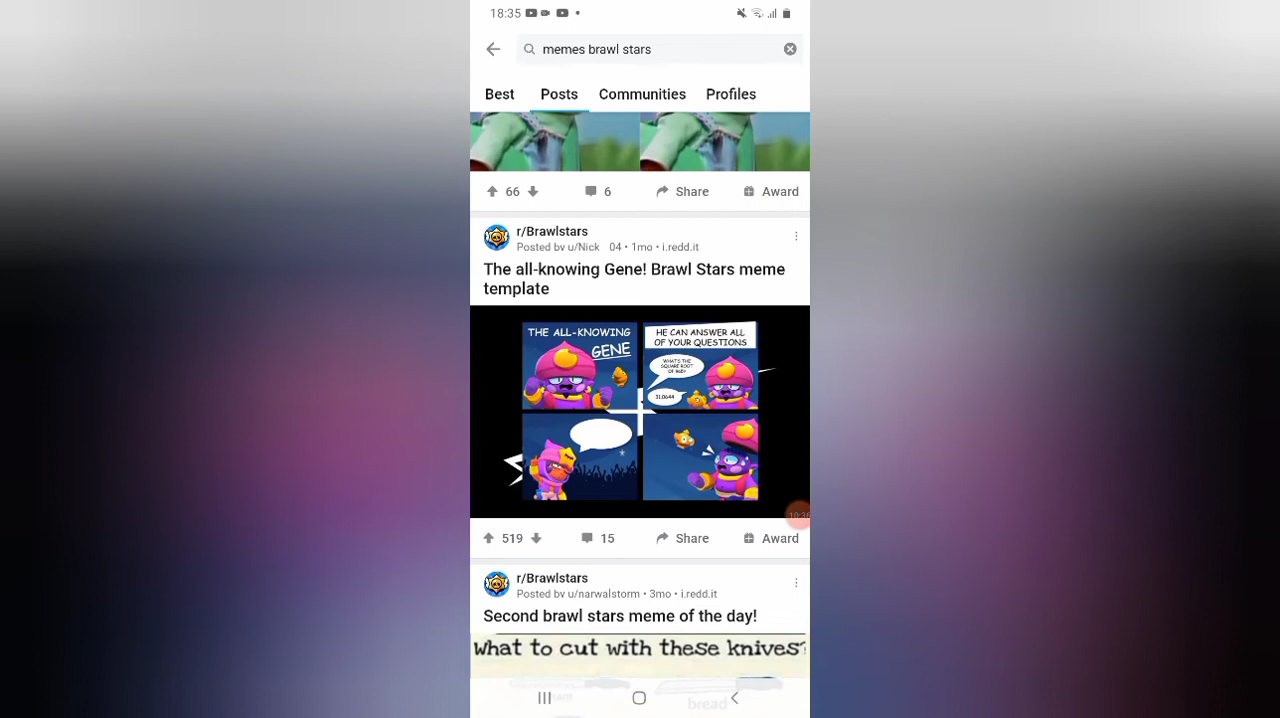 18:35
memes brawl stars
Best Posts Communities Profiles
66 6 Share Award
r/Brawlstars
Posted by u/Nick 04 • 1mo • i.redd.it
The all-knowing Gene! Brawl Stars meme
template
THE ALL-KNOWING
GENE
HE CAN ANSWER ALL
OF YOUR QUESTIONS
WHAT'S THE
SQUARE ROOT
31,0644
10:36
519 15 Share Award
r/Brawlstars
Posted by u/narwalstorm • 3mo • i.redd.it
Second brawl stars meme of the day!
What to cut with these knives?
ham
bread